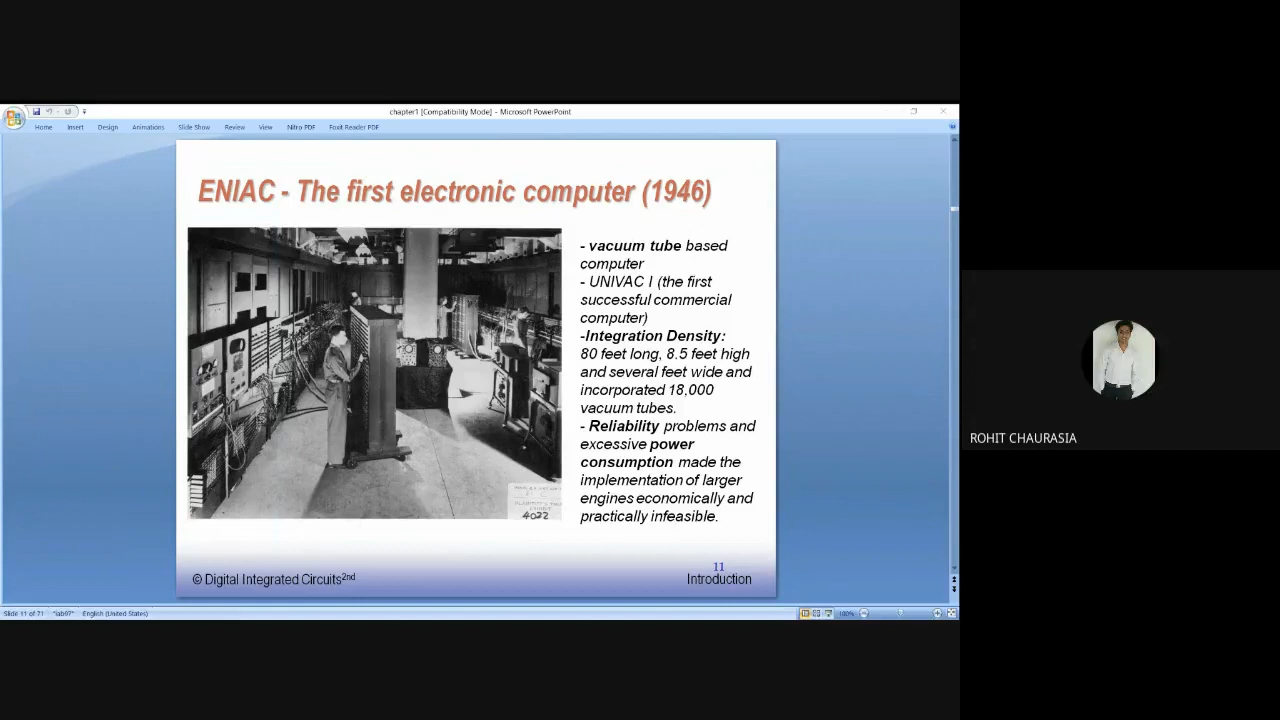 chapter1 [Compatibility Mode] - Microsoft PowerPoint
Home Insert Design Animations Slide Show Review View Nitro PDF Foxit Reader PDF
ENIAC - The first electronic computer (1946)
- vacuum tube based
computer
- UNIVAC I (the first
successful commercial
computer)
-Integration Density:
80 feet long, 8.5 feet high
and several feet wide and
incorporated 18,000
vacuum tubes.
- Reliability problems and
excessive power
consumption made the
implementation of larger
engines economically and
practically infeasible.
4022
11
© Digital Integrated Circuits2nd
Introduction
Slide 11 of 71 "lab97" English (United States) 100%
ROHIT CHAURASIA